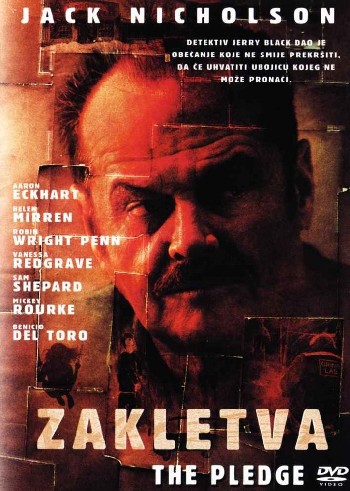 JACK NICHOLSON
DETEKTIV JERRY BLACK DAO JE
OBEĆANJE KOJE NE SMIJE PREKRŠITI,
DA ĆE UHVATITI UBOJICU KOJEG NE
MOŽE PRONAĆI.
AARON
ECKHART
HELEN
MIRREN
ROBIN
WRIGHT PENN
VANESSA
REDGRAVE
SAM
SHEPARD
MICKEY
ROURKE
BENICIO
DEL TORO
ZAKLETVA
THE PLEDGE
DVD
VIDEO